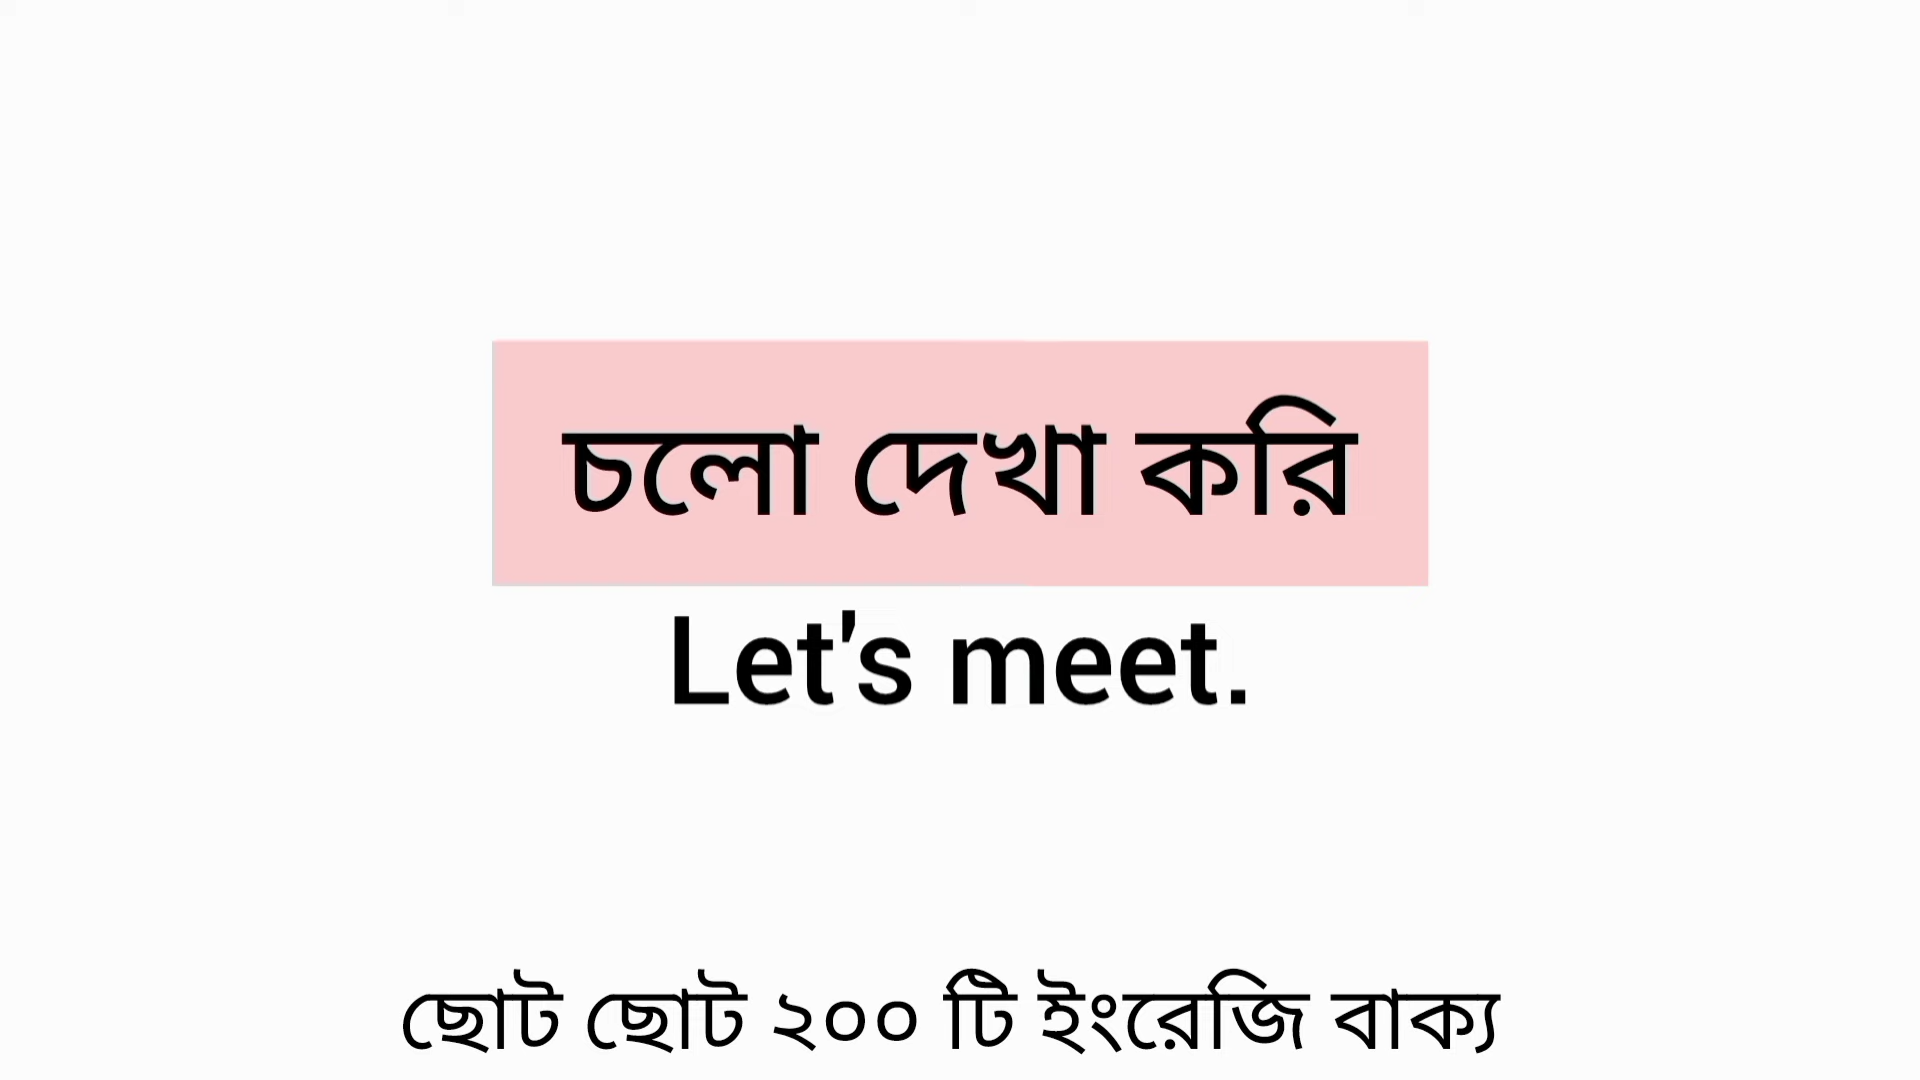 চলো দেখা করি
Let's meet.
ছোট ছোট ২০০ টি ইংরেজি বাক্য